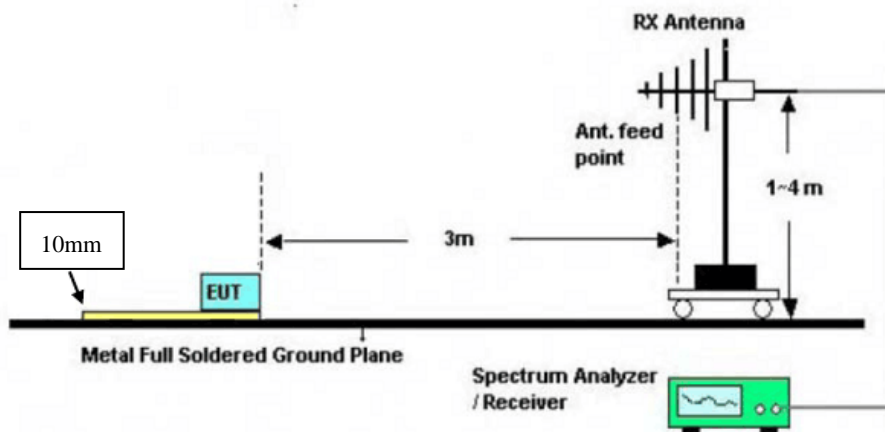 RX Antenna
Ant. feed
point
1~4 m
3m
10mm
EUT
Metal Full Soldered Ground Plane
Spectrum Analyzer
/ Receiver